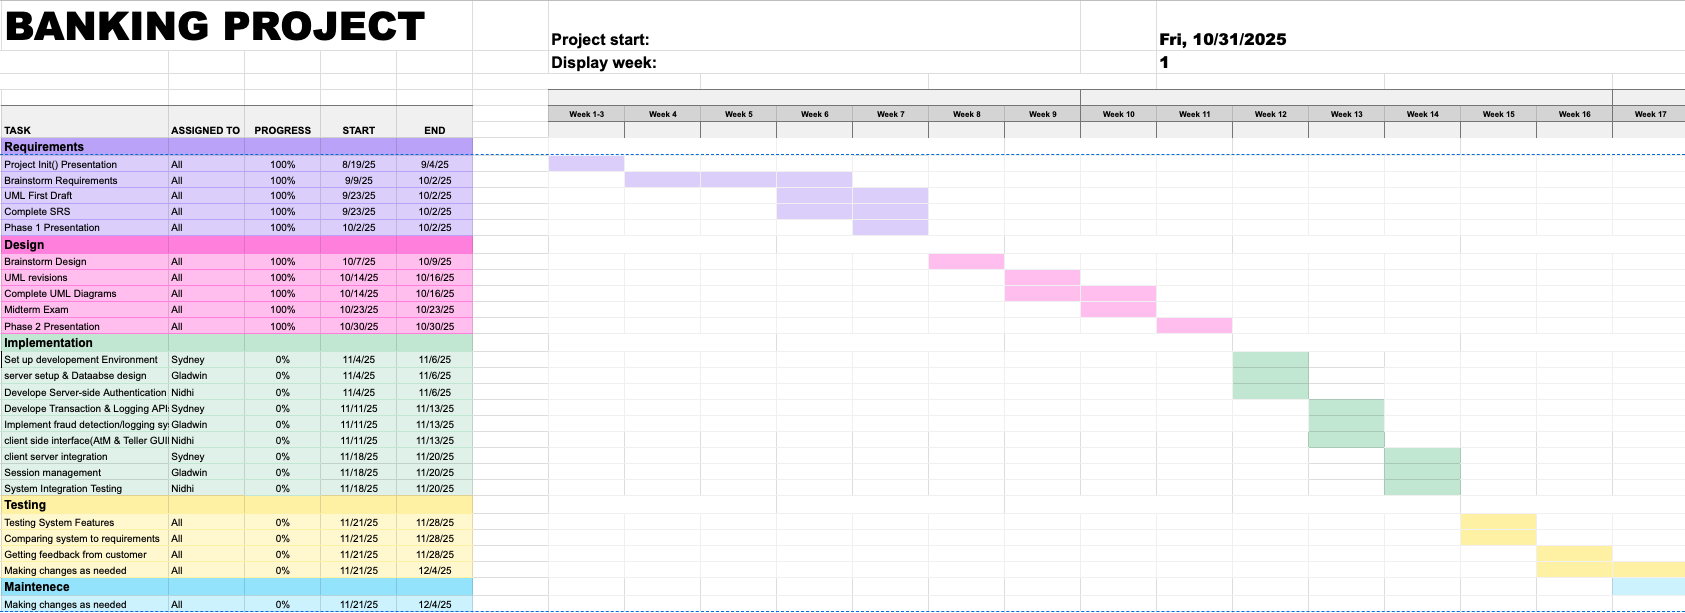 BANKING PROJECT
Project start: Fri, 10/31/2025
Display week: 1
Week 1-3 Week 4 Week 5 Week 6 Week 7 Week 8 Week 9 Week 10 Week 11 Week 12 Week 13 Week 14 Week 15 Week 16 Week 17
TASK ASSIGNED TO PROGRESS START END
Requirements
Project Init() Presentation All 100% 8/19/25 9/4/25
Brainstorm Requirements All 100% 9/9/25 10/2/25
UML First Draft All 100% 9/23/25 10/2/25
Complete SRS All 100% 9/23/25 10/2/25
Phase 1 Presentation All 100% 10/2/25 10/2/25
Design
Brainstorm Design All 100% 10/7/25 10/9/25
UML revisions All 100% 10/14/25 10/16/25
Complete UML Diagrams All 100% 10/14/25 10/16/25
Midterm Exam All 100% 10/23/25 10/23/25
Phase 2 Presentation All 100% 10/30/25 10/30/25
Implementation
Set up developement Environment Sydney 0% 11/4/25 11/6/25
server setup & Dataabse design Gladwin 0% 11/4/25 11/6/25
Develope Server-side Authentication Nidhi 0% 11/4/25 11/6/25
Develope Transaction & Logging API Sydney 0% 11/11/25 11/13/25
Implement fraud detection/logging sy Gladwin 0% 11/11/25 11/13/25
client side interface(AtM & Teller GUI Nidhi 0% 11/11/25 11/13/25
client server integration Sydney 0% 11/18/25 11/20/25
Session management Gladwin 0% 11/18/25 11/20/25
System Integration Testing Nidhi 0% 11/18/25 11/20/25
Testing
Testing System Features All 0% 11/21/25 11/28/25
Comparing system to requirements All 0% 11/21/25 11/28/25
Getting feedback from customer All 0% 11/21/25 11/28/25
Making changes as needed All 0% 11/21/25 12/4/25
Maintenece
Making changes as needed All 0% 11/21/25 12/4/25